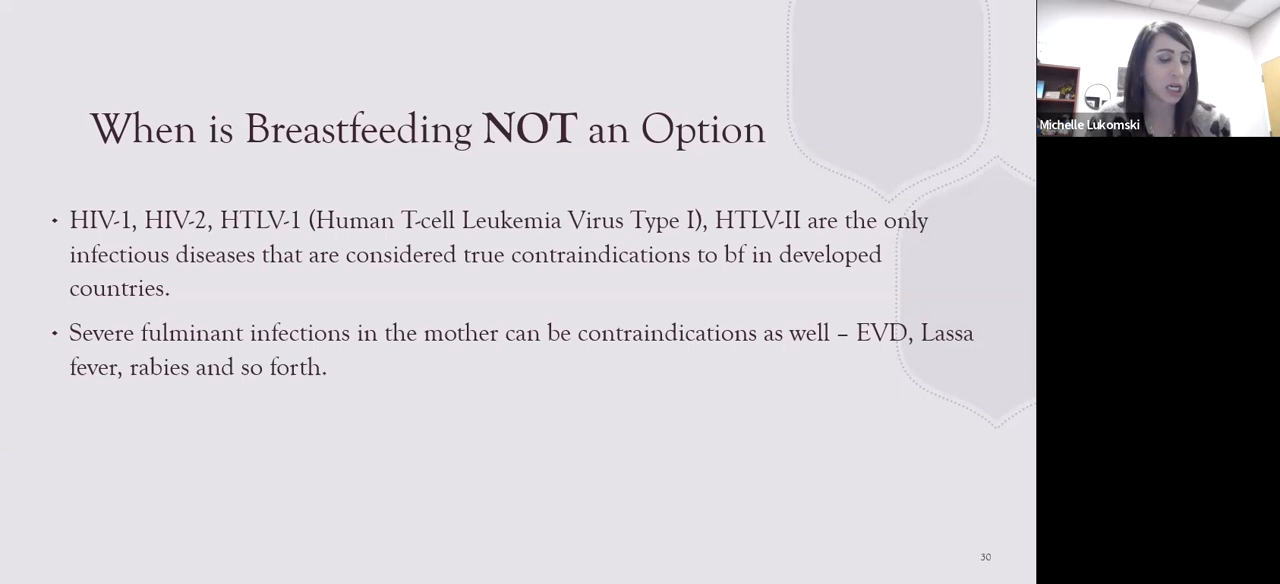 When is Breastfeeding NOT an Option
Michelle Lukomski
• HIV-1, HIV-2, HTLV-1 (Human T-cell Leukemia Virus Type I), HTLV-II are the only
infectious diseases that are considered true contraindications to bf in developed
countries.
• Severe fulminant infections in the mother can be contraindications as well – EVD, Lassa
fever, rabies and so forth.
30